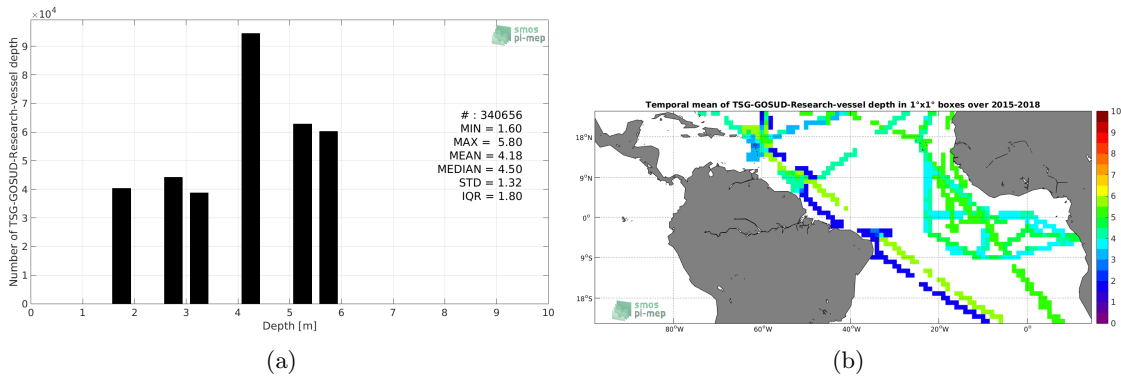 ×10⁴
9
8
7
6
5
4
3
2
1
0
Number of TSG-GOSUD-Research-vessel depth
0 1 2 3 4 5 6 7 8 9 10
Depth [m]
smos
pi-mep
# : 340656
MIN = 1.60
MAX = 5.80
MEAN = 4.18
MEDIAN = 4.50
STD = 1.32
IQR = 1.80
(a)
Temporal mean of TSG-GOSUD-Research-vessel depth in 1°x1° boxes over 2015-2018
18°N
9°N
0°
9°S
18°S
80°W 60°W 40°W 20°W 0°
smos
pi-mep
10
9
8
7
6
5
4
3
2
1
0
(b)